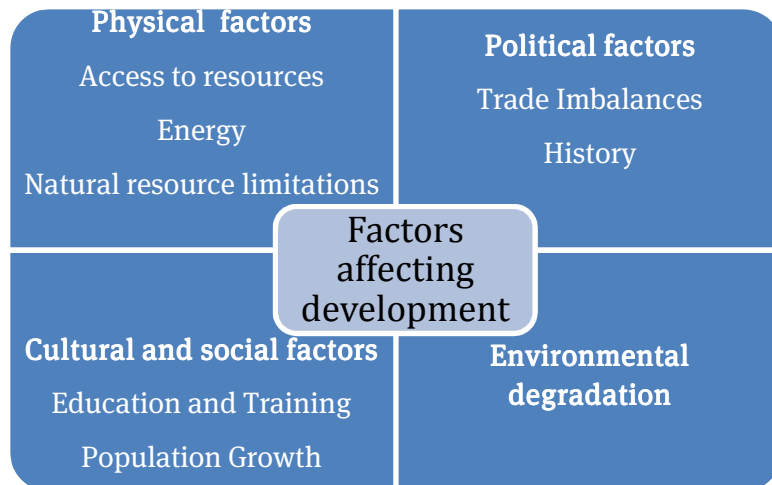 Physical  factors
Access to resources
Energy
Natural resource limitations
Political factors
Trade Imbalances
History
Factors
affecting
development
Cultural and social factors
Education and Training
Population Growth
Environmental
degradation